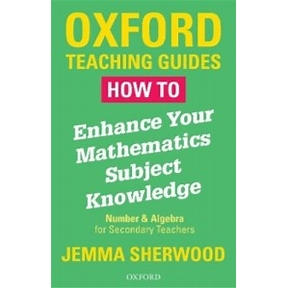 OXFORD
TEACHING GUIDES
HOW TO
Enhance Your
Mathematics
Subject
Knowledge
Number & Algebra
for Secondary Teachers
JEMMA SHERWOOD
OXFORD